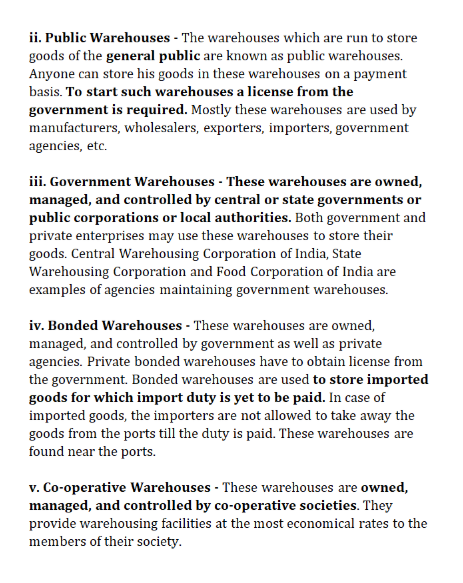 ii. Public Warehouses - The warehouses which are run to store
goods of the general public are known as public warehouses.
Anyone can store his goods in these warehouses on a payment
basis. To start such warehouses a license from the
government is required. Mostly these warehouses are used by
manufacturers, wholesalers, exporters, importers, government
agencies, etc.
iii. Government Warehouses - These warehouses are owned,
managed, and controlled by central or state governments or
public corporations or local authorities. Both government and
private enterprises may use these warehouses to store their
goods. Central Warehousing Corporation of India, State
Warehousing Corporation and Food Corporation of India are
examples of agencies maintaining government warehouses.
iv. Bonded Warehouses - These warehouses are owned,
managed, and controlled by government as well as private
agencies. Private bonded warehouses have to obtain license from
the government. Bonded warehouses are used to store imported
goods for which import duty is yet to be paid. In case of
imported goods, the importers are not allowed to take away the
goods from the ports till the duty is paid. These warehouses are
found near the ports.
v. Co-operative Warehouses - These warehouses are owned,
managed, and controlled by co-operative societies. They
provide warehousing facilities at the most economical rates to the
members of their society.